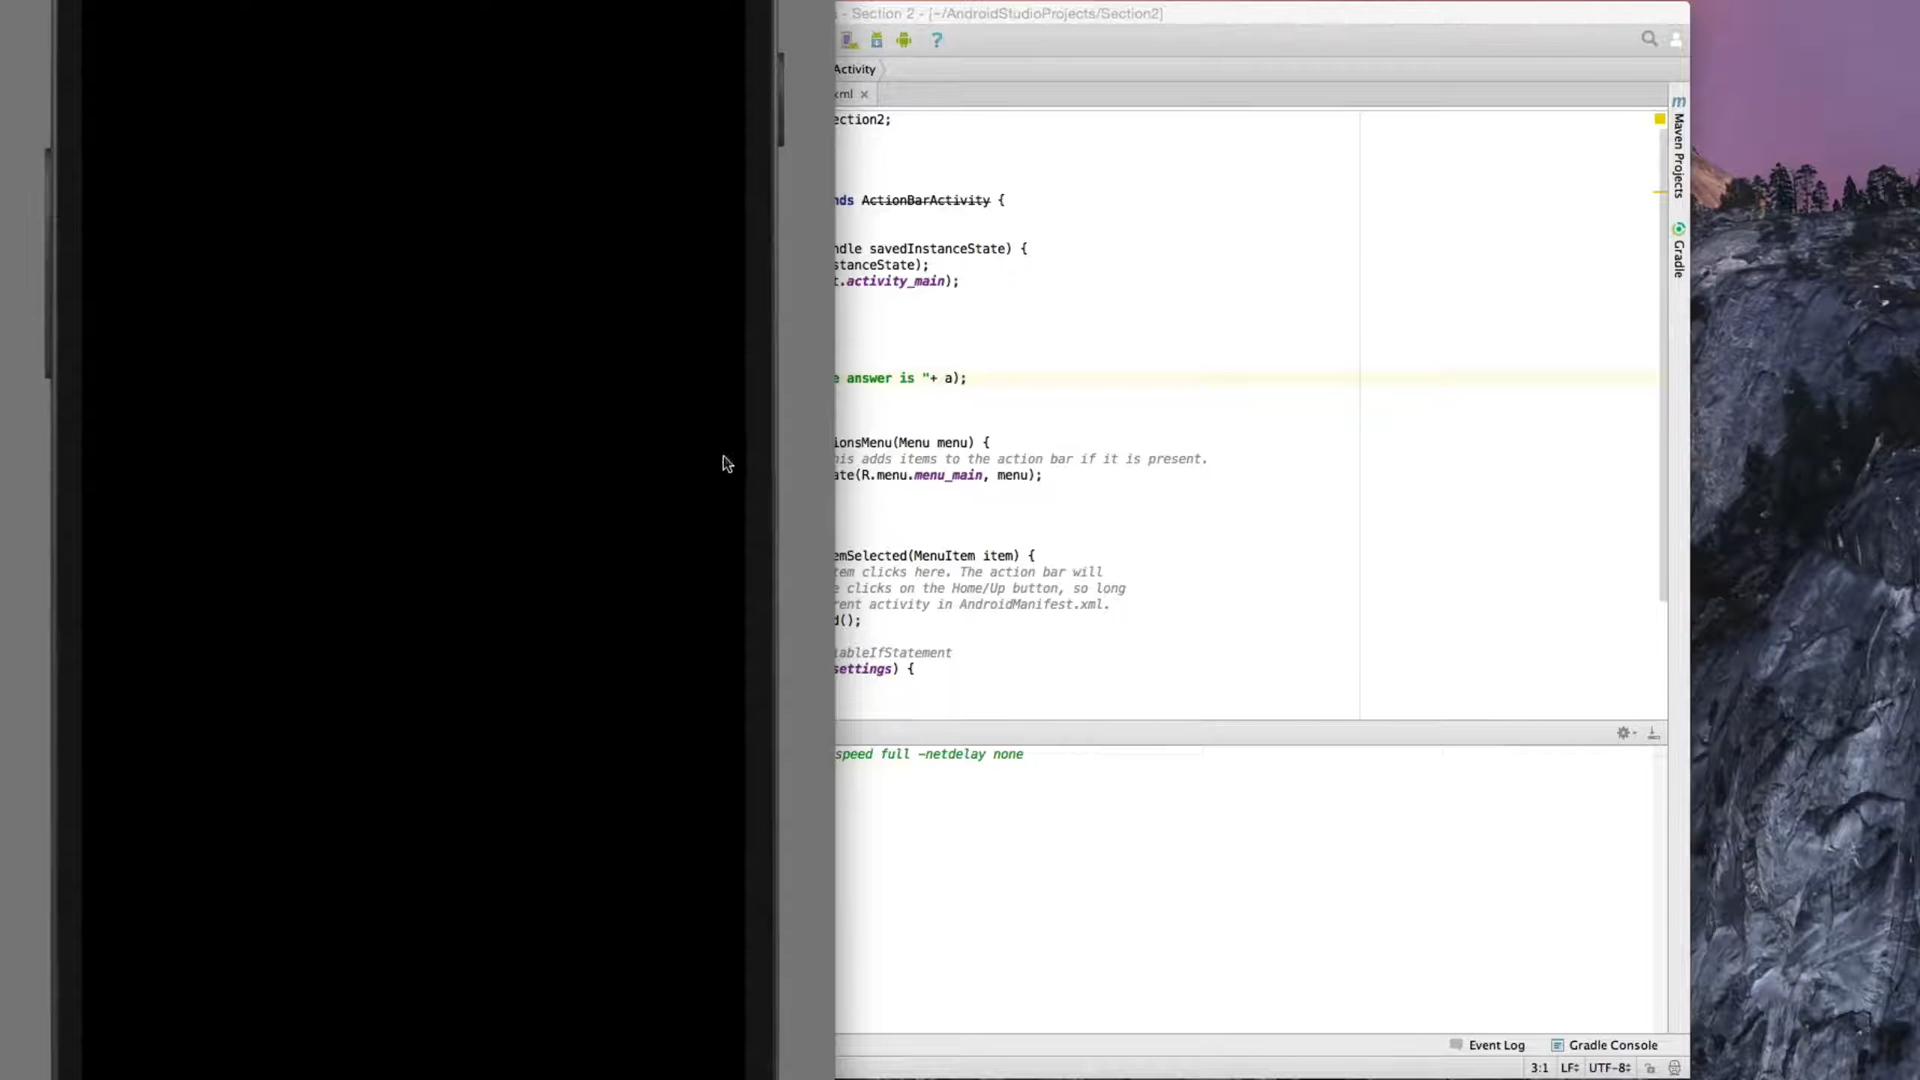 - Section 2 - [~/AndroidStudioProjects/Section2]
?
Activity
xml ×
ection2;
nds ActionBarActivity {
ndle savedInstanceState) {
stanceState);
t.activity_main);
e answer is "+ a);
ionsMenu(Menu menu) {
his adds items to the action bar if it is present.
ate(R.menu.menu_main, menu);
emSelected(MenuItem item) {
tem clicks here. The action bar will
e clicks on the Home/Up button, so long
rent activity in AndroidManifest.xml.
d();
iableIfStatement
settings) {
speed full -netdelay none
m Maven Projects
Gradle
Event Log Gradle Console
3:1 LF UTF-8